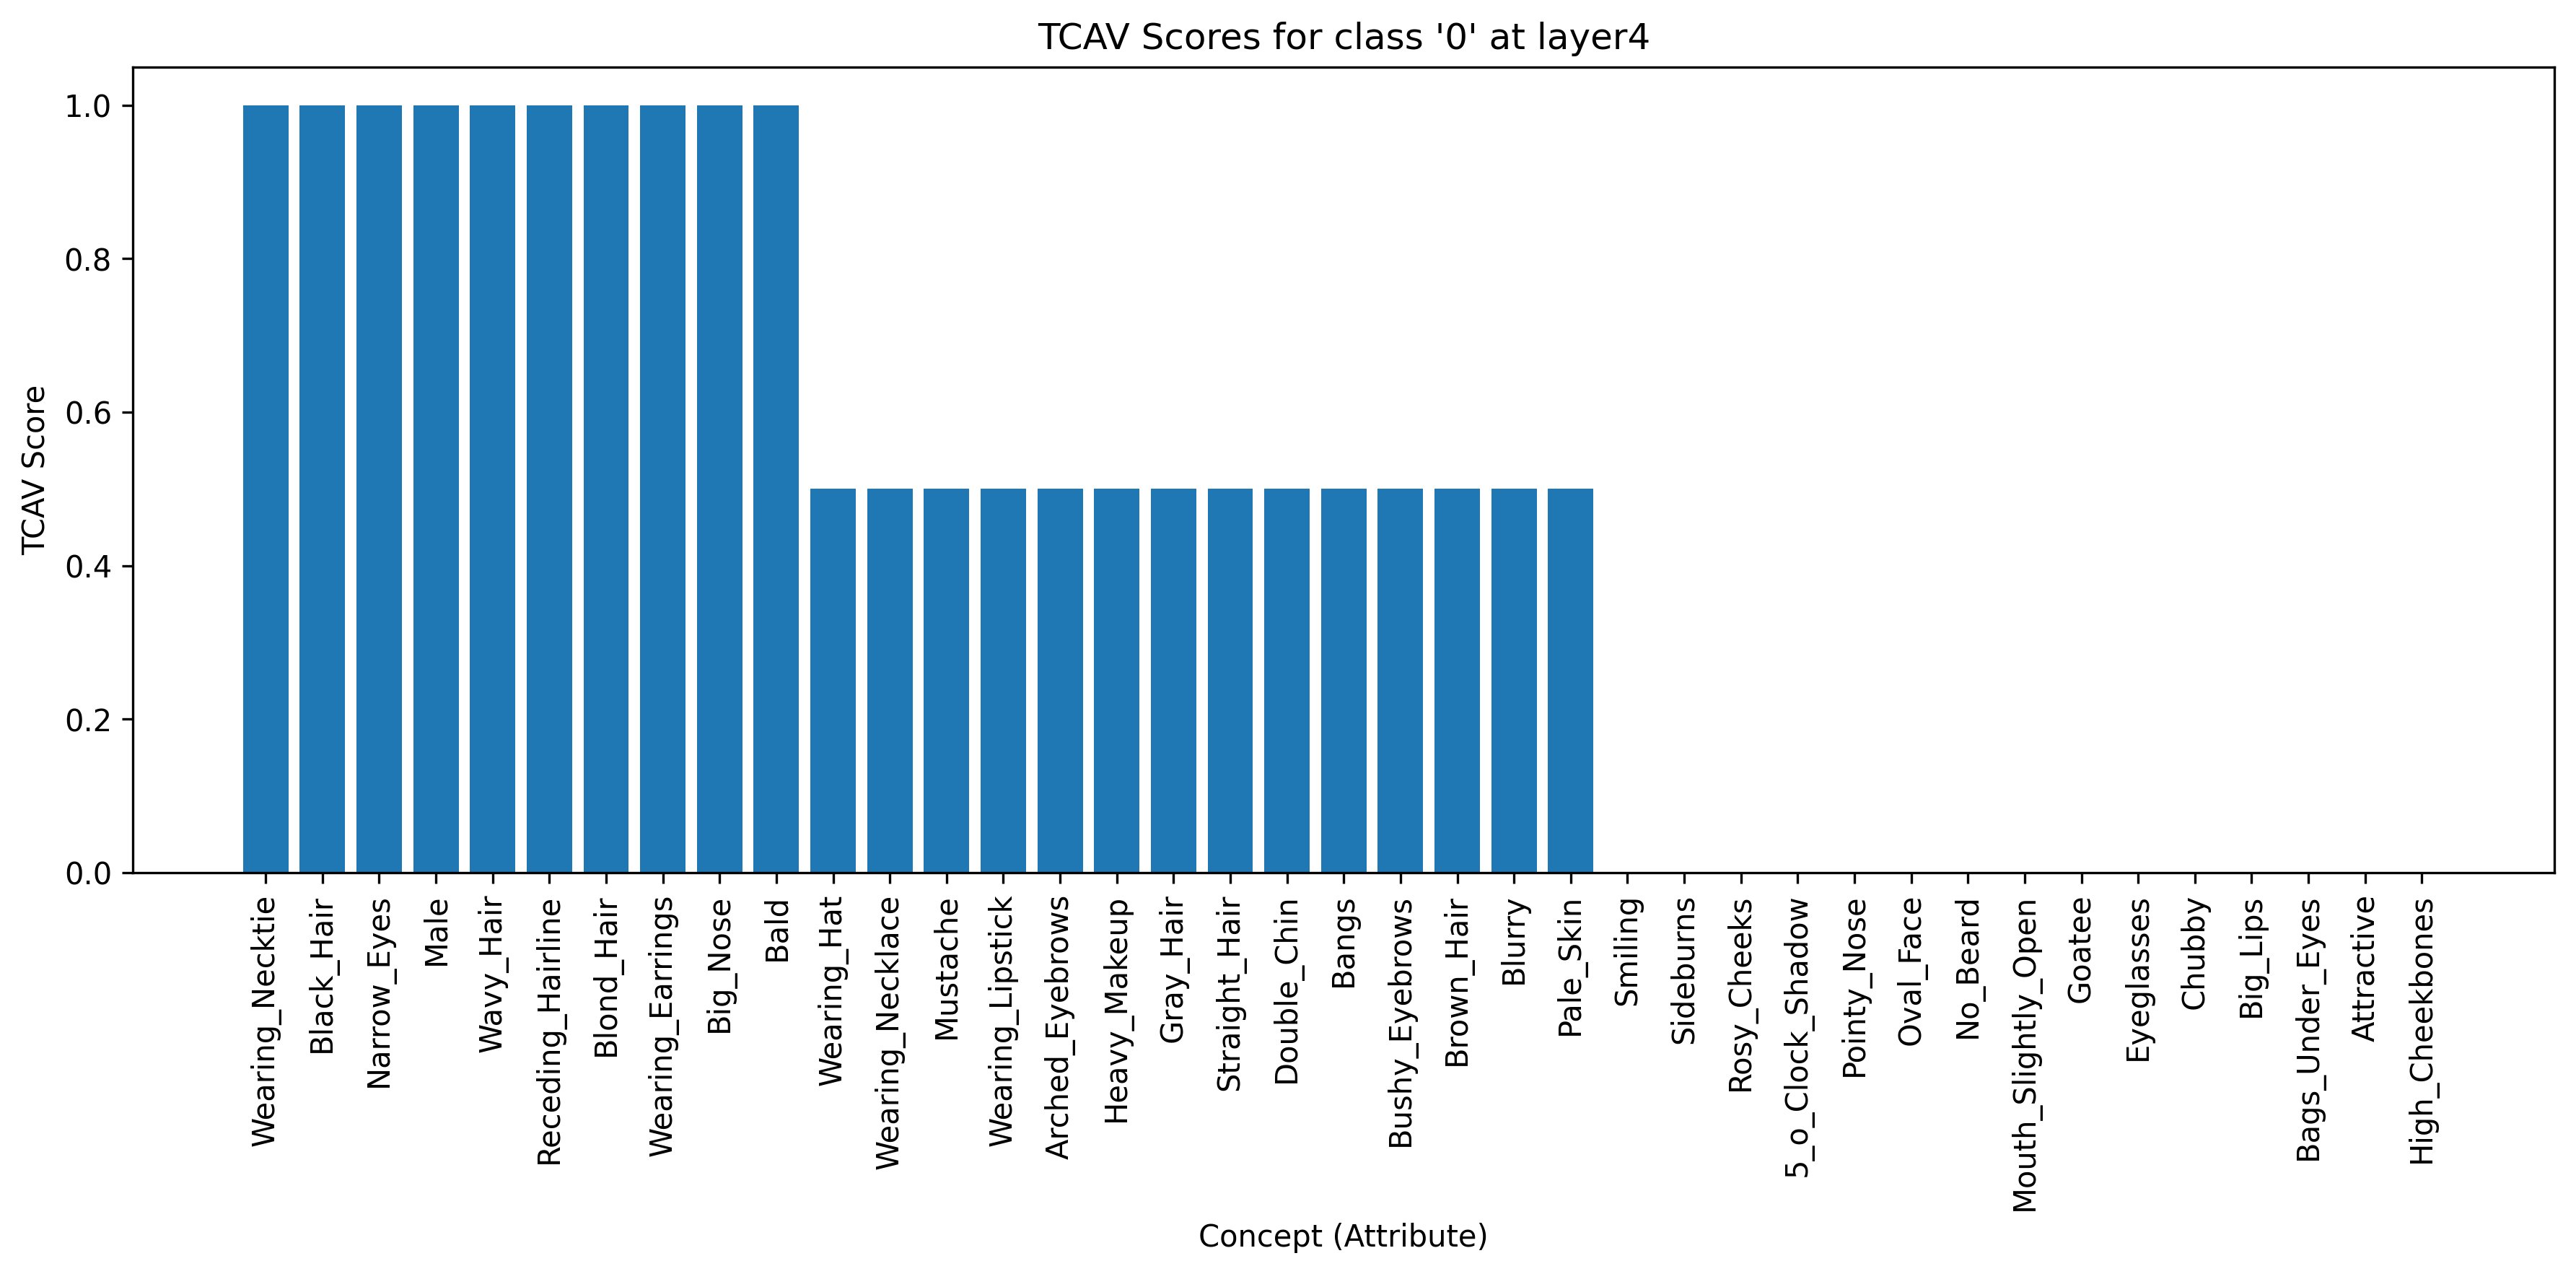 TCAV Scores for class '0' at layer4
TCAV Score
1.0
0.8
0.6
0.4
0.2
0.0
Wearing_Necktie
Black_Hair
Narrow_Eyes
Male
Wavy_Hair
Receding_Hairline
Blond_Hair
Wearing_Earrings
Big_Nose
Bald
Wearing_Hat
Wearing_Necklace
Mustache
Wearing_Lipstick
Arched_Eyebrows
Heavy_Makeup
Gray_Hair
Straight_Hair
Double_Chin
Bangs
Bushy_Eyebrows
Brown_Hair
Blurry
Pale_Skin
Smiling
Sideburns
Rosy_Cheeks
5_o_Clock_Shadow
Pointy_Nose
Oval_Face
No_Beard
Mouth_Slightly_Open
Goatee
Eyeglasses
Chubby
Big_Lips
Bags_Under_Eyes
Attractive
High_Cheekbones
Concept (Attribute)